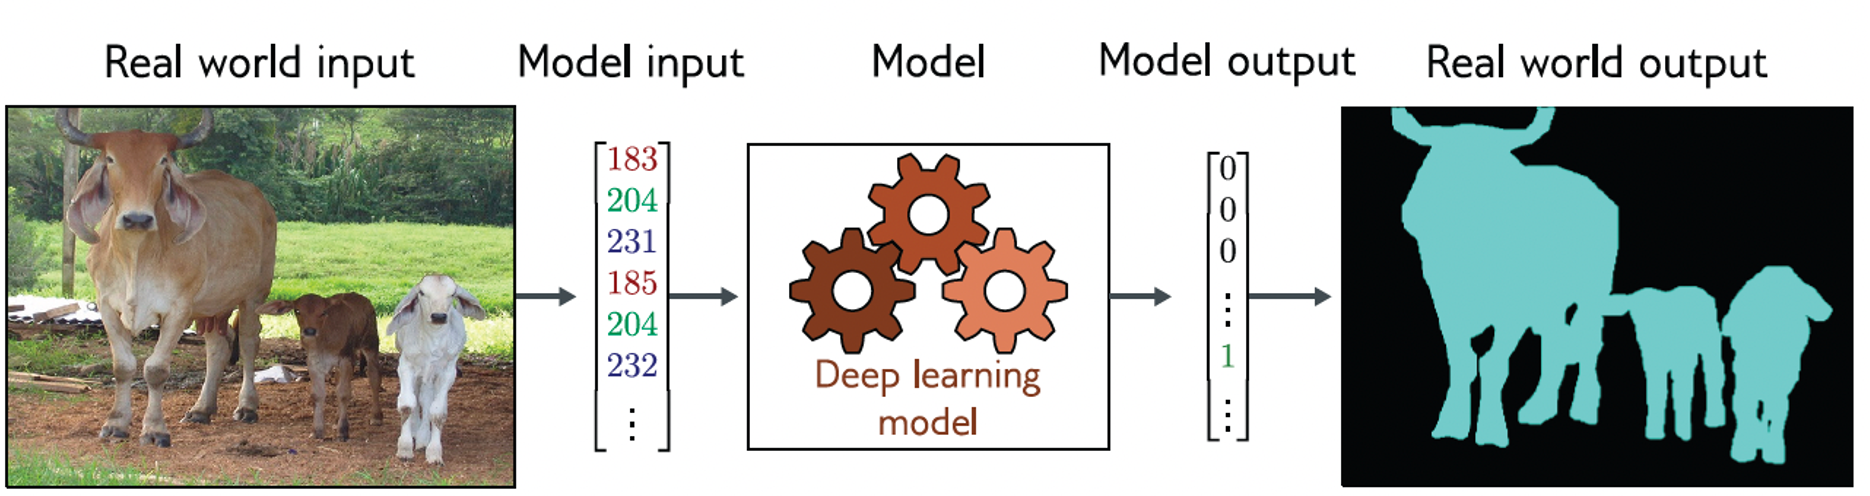 Real world input
Model input
Model
Model output
Real world output
183
204
231
185
204
232
⋮
Deep learning
model
0
0
0
⋮
1
⋮